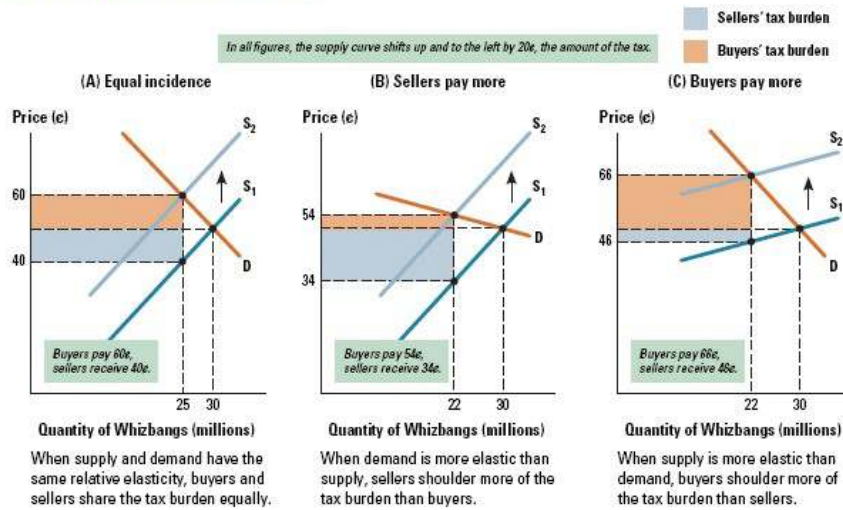 Sellers' tax burden
Buyers' tax burden
In all figures, the supply curve shifts up and to the left by 20¢, the amount of the tax.
(A) Equal incidence
Price (¢)
S2
S1
60
40
D
Buyers pay 60¢,
sellers receive 40¢.
25 30
Quantity of Whizbangs (millions)
When supply and demand have the
same relative elasticity, buyers and
sellers share the tax burden equally.
(B) Sellers pay more
Price (¢)
S2
S1
54
D
34
Buyers pay 54¢,
sellers receive 34¢.
22 30
Quantity of Whizbangs (millions)
When demand is more elastic than
supply, sellers shoulder more of the
tax burden than buyers.
(C) Buyers pay more
Price (¢)
S2
66
S1
46
D
Buyers pay 66¢,
sellers receive 46¢.
22 30
Quantity of Whizbangs (millions)
When supply is more elastic than
demand, buyers shoulder more of
the tax burden than sellers.